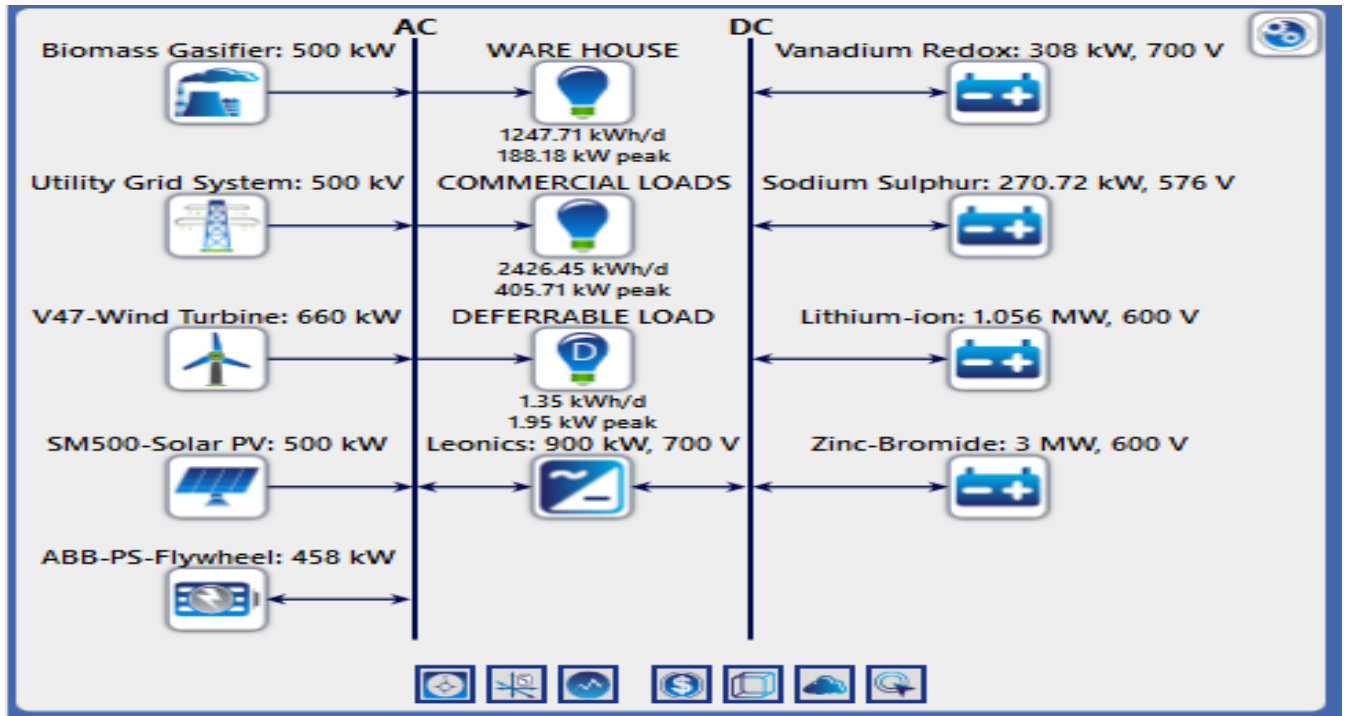 AC
DC
Biomass Gasifier: 500 kW
WARE HOUSE
Vanadium Redox: 308 kW, 700 V
1247.71 kWh/d
188.18 kW peak
Utility Grid System: 500 kV
COMMERCIAL LOADS
Sodium Sulphur: 270.72 kW, 576 V
2426.45 kWh/d
405.71 kW peak
V47-Wind Turbine: 660 kW
DEFERRABLE LOAD
Lithium-ion: 1.056 MW, 600 V
D
1.35 kWh/d
1.95 kW peak
SM500-Solar PV: 500 kW
Leonics: 900 kW, 700 V
Zinc-Bromide: 3 MW, 600 V
ABB-PS-Flywheel: 458 kW
$